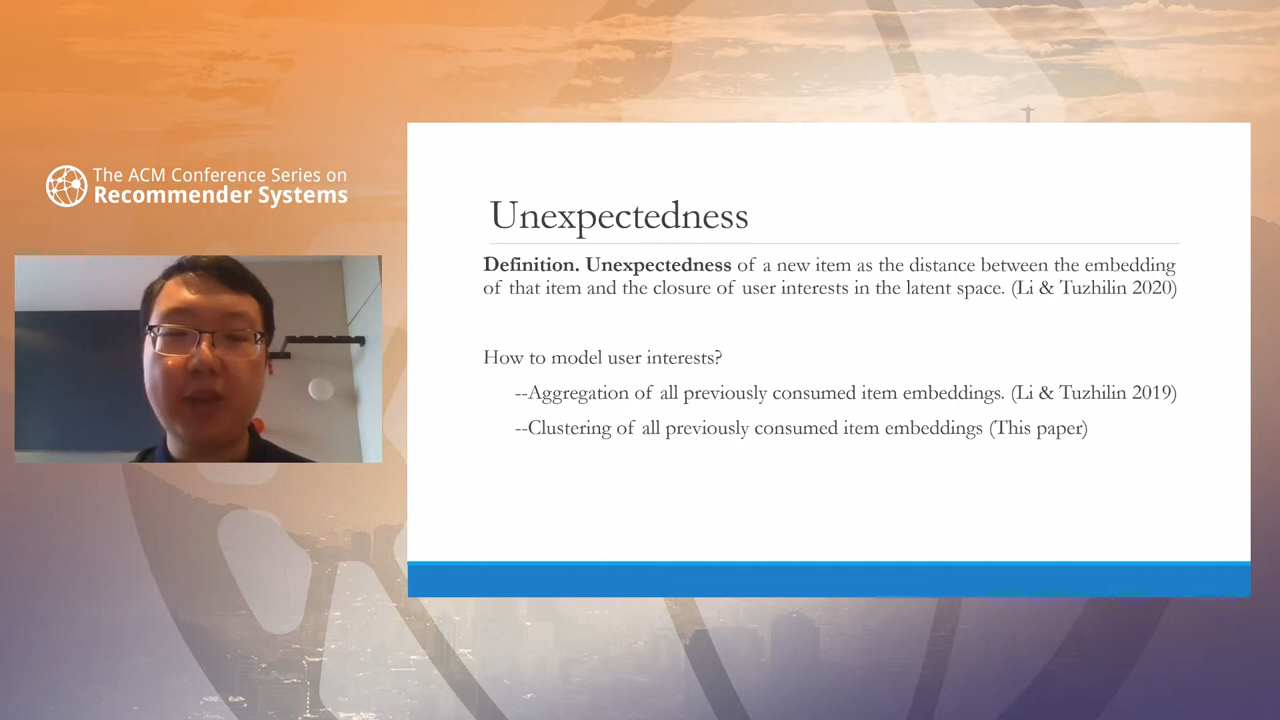 The ACM Conference Series on
Recommender Systems
Unexpectedness
Definition. Unexpectedness of a new item as the distance between the embedding
of that item and the closure of user interests in the latent space. (Li & Tuzhilin 2020)
How to model user interests?
--Aggregation of all previously consumed item embeddings. (Li & Tuzhilin 2019)
--Clustering of all previously consumed item embeddings (This paper)